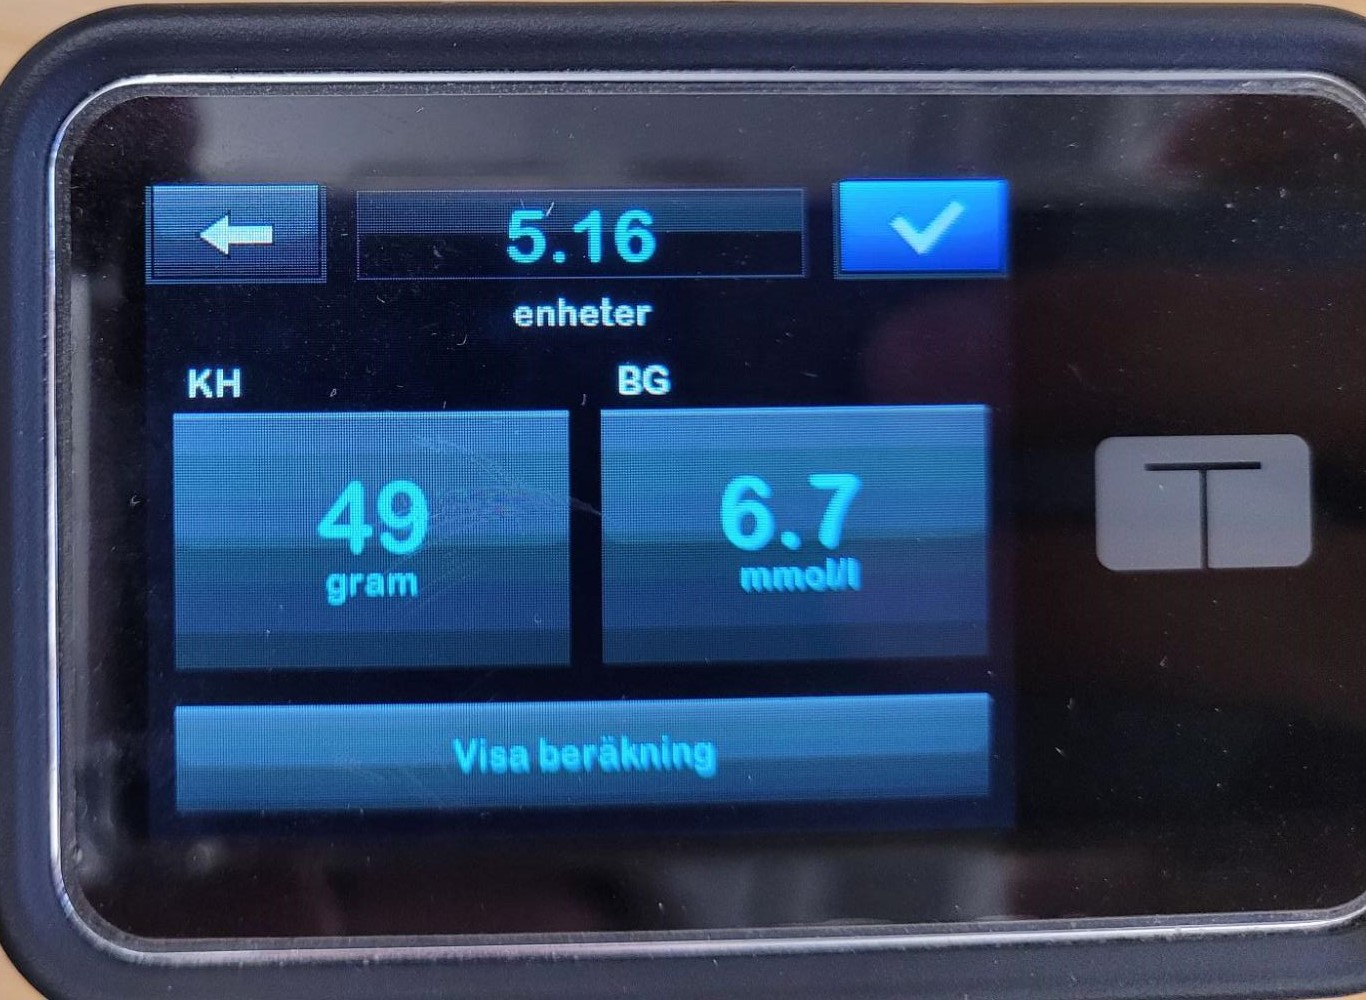 5.16
enheter
KH
BG
49
gram
6.7
mmol/l
Visa beräkning